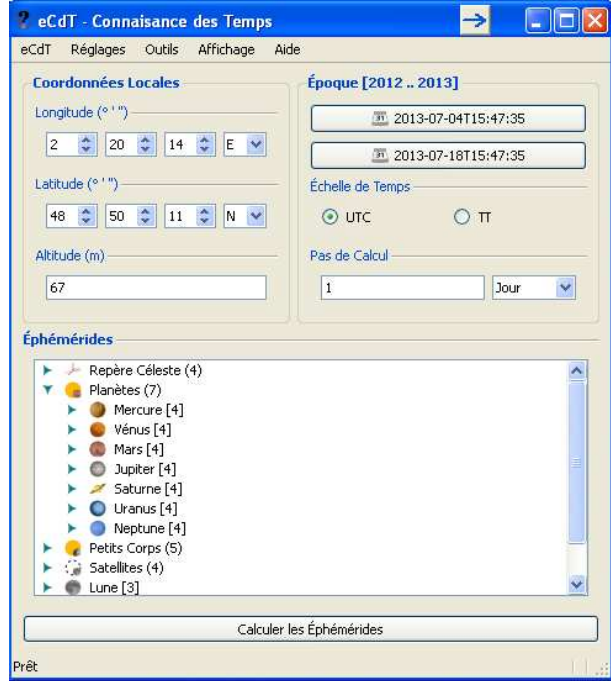 eCdT - Connaisance des Temps
eCdT Réglages Outils Affichage Aide
Coordonnées Locales
Longitude (° ' ")
2 20 14 E
Latitude (° ' ")
48 50 11 N
Altitude (m)
67
Époque [2012 .. 2013]
2013-07-04T15:47:35
2013-07-18T15:47:35
Échelle de Temps
UTC TT
Pas de Calcul
1 Jour
Éphémérides
Repère Céleste (4)
Planètes (7)
Mercure [4]
Vénus [4]
Mars [4]
Jupiter [4]
Saturne [4]
Uranus [4]
Neptune [4]
Petits Corps (5)
Satellites (4)
Lune [3]
Calculer les Éphémérides
Prêt